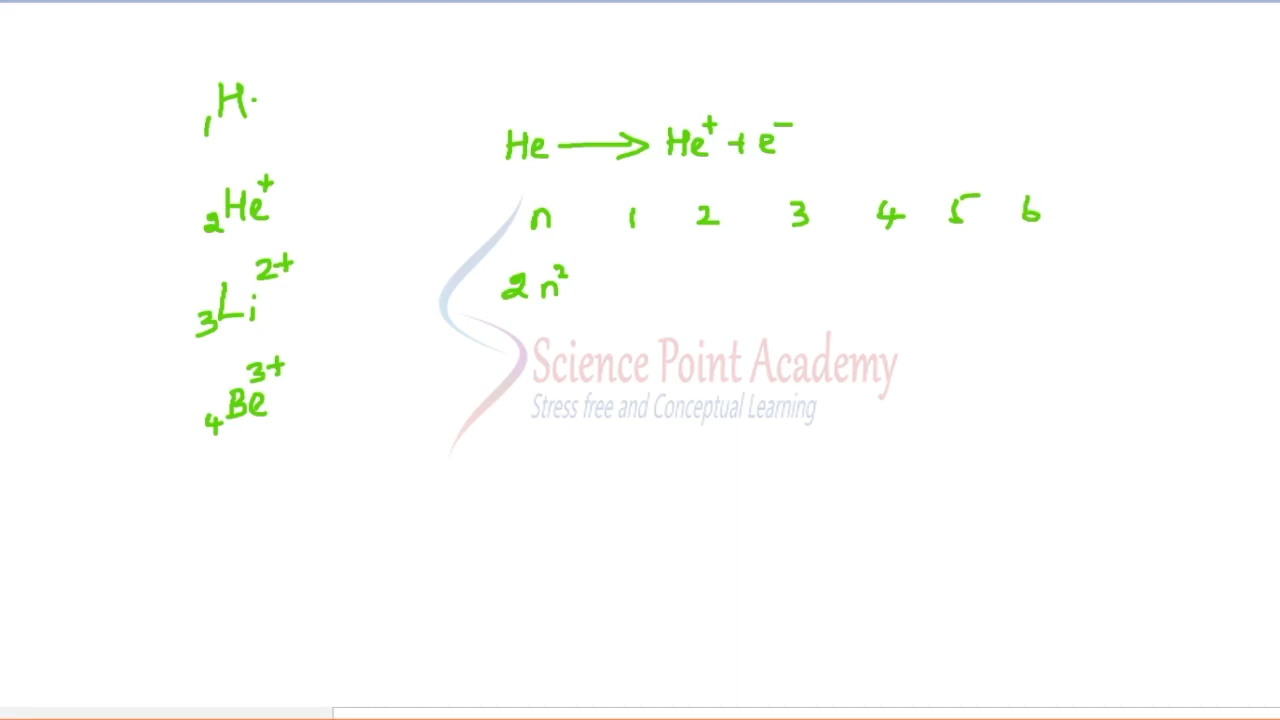 ₁H·
₂He⁺
₃Li²⁺
₄Be³⁺
He ⟶ He⁺ + e⁻
n 1 2 3 4 5 6
2n²
Science Point Academy
Stress free and Conceptual Learning